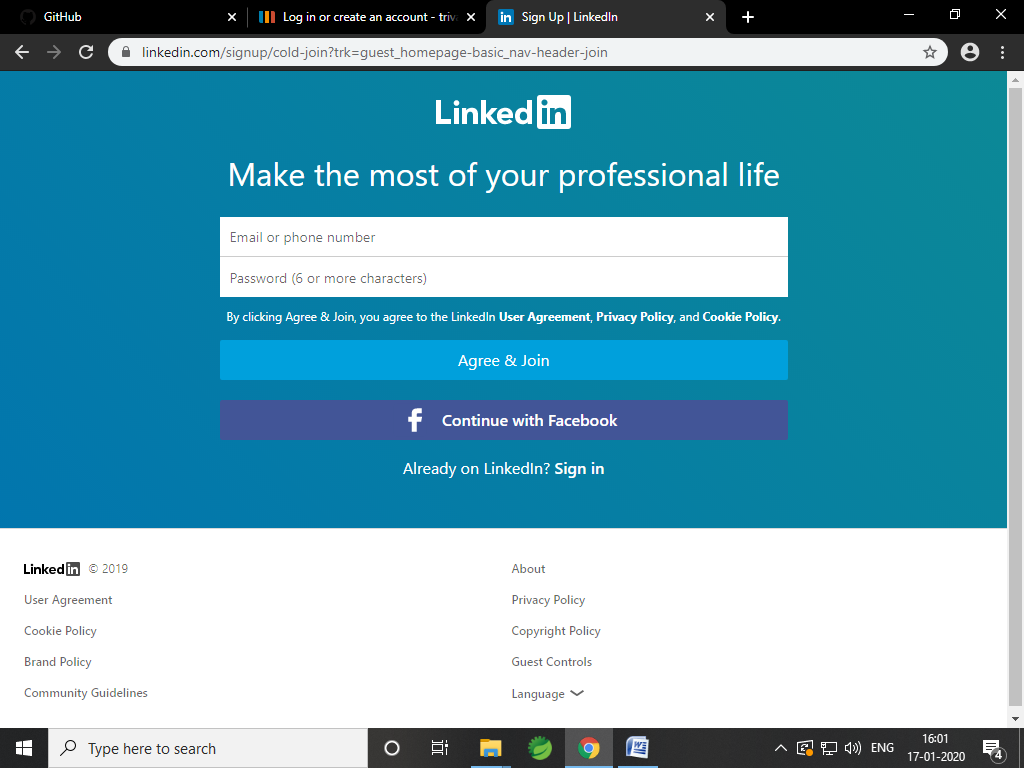 GitHub
Log in or create an account - triv
Sign Up | LinkedIn
linkedin.com/signup/cold-join?trk=guest_homepage-basic_nav-header-join
Linked in
Make the most of your professional life
Email or phone number
Password (6 or more characters)
By clicking Agree & Join, you agree to the LinkedIn User Agreement, Privacy Policy, and Cookie Policy.
Agree & Join
f Continue with Facebook
Already on LinkedIn? Sign in
Linked in © 2019
User Agreement
Cookie Policy
Brand Policy
Community Guidelines
About
Privacy Policy
Copyright Policy
Guest Controls
Language
Type here to search
ENG
16:01
17-01-2020
4